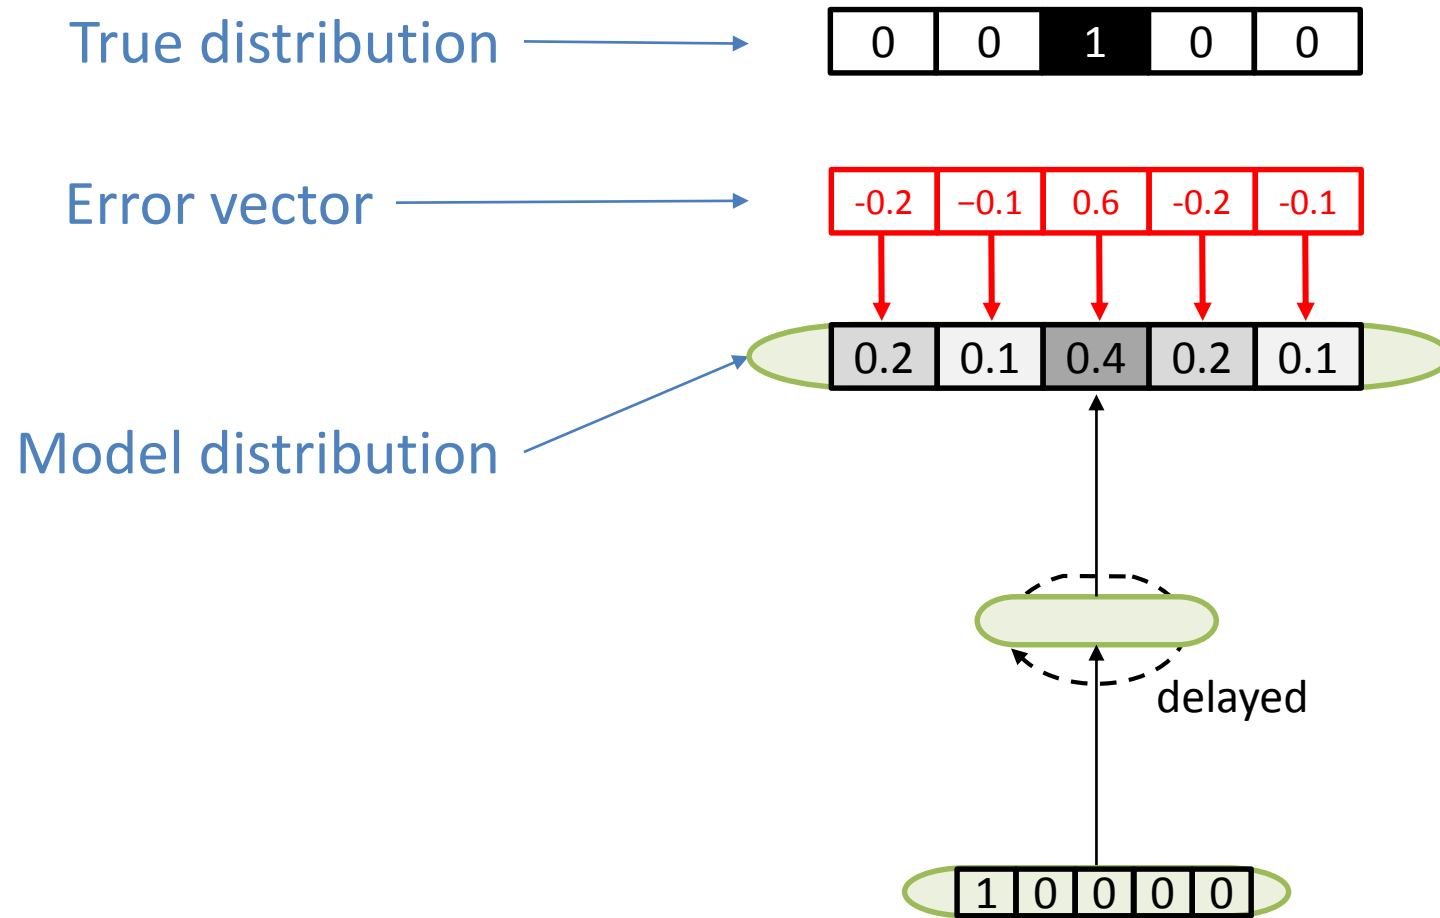 True distribution
0 0 1 0 0
Error vector
-0.2 −0.1 0.6 -0.2 -0.1
0.2 0.1 0.4 0.2 0.1
Model distribution
delayed
1 0 0 0 0